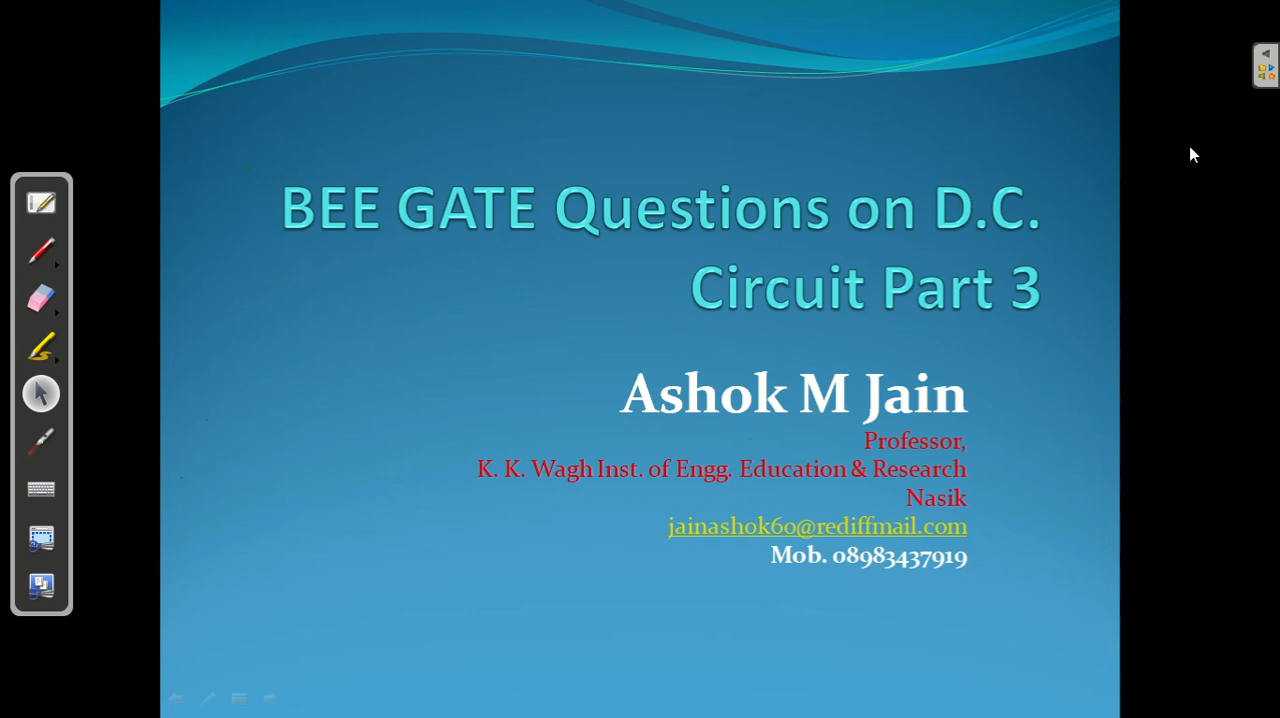 BEE GATE Questions on D.C.
Circuit Part 3
Ashok M Jain
Professor,
K. K. Wagh Inst. of Engg. Education & Research
Nasik
jainashok60@rediffmail.com
Mob. 08983437919